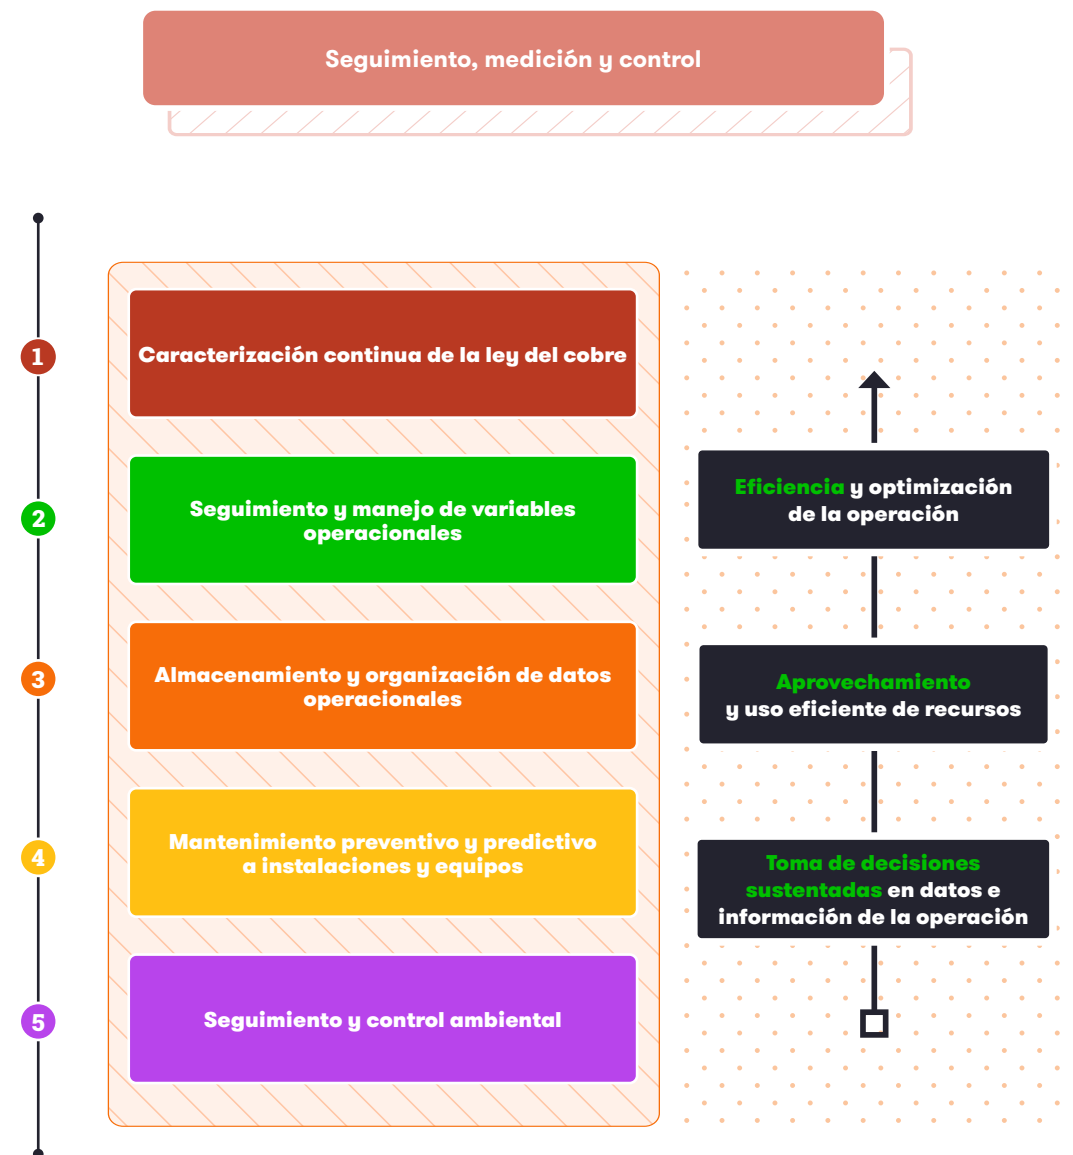 Seguimiento, medición y control
1
Caracterización continua de la ley del cobre
2
Seguimiento y manejo de variables
operacionales
3
Almacenamiento y organización de datos
operacionales
4
Mantenimiento preventivo y predictivo
a instalaciones y equipos
5
Seguimiento y control ambiental
Eficiencia y optimización
de la operación
Aprovechamiento
y uso eficiente de recursos
Toma de decisiones
sustentadas en datos e
información de la operación